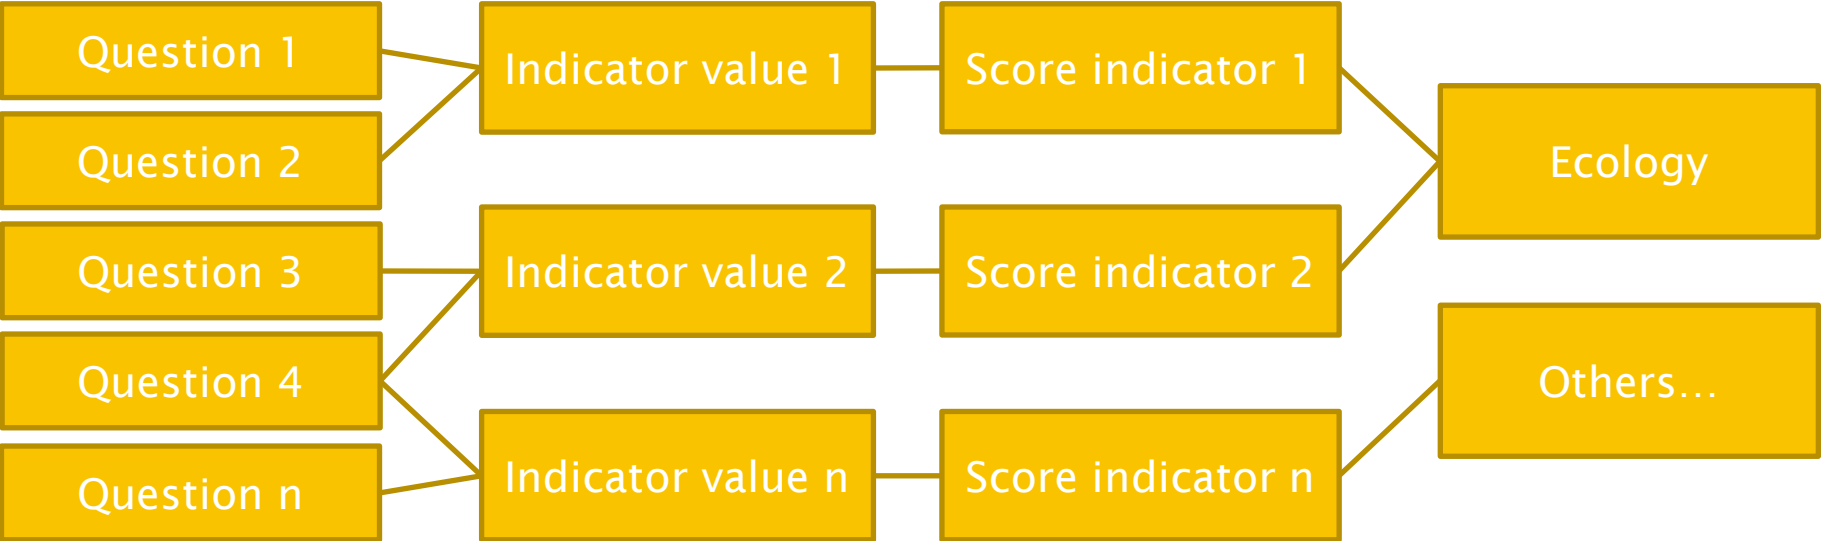 Question 1
Question 2
Question 3
Question 4
Question n
Indicator value 1
Indicator value 2
Indicator value n
Score indicator 1
Score indicator 2
Score indicator n
Ecology
Others…